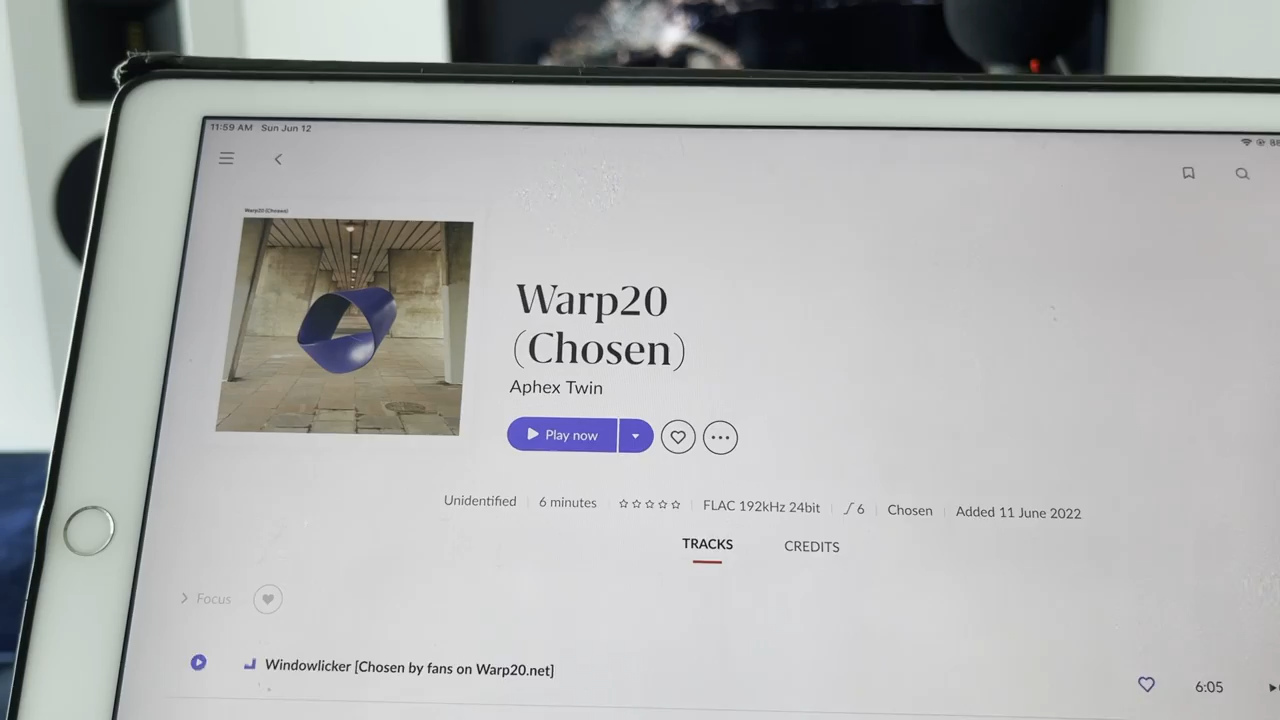 11:59 AM Sun Jun 12
Warp20 (Chosen)
Warp20
(Chosen)
Aphex Twin
Play now
Unidentified 6 minutes FLAC 192kHz 24bit 6 Chosen Added 11 June 2022
TRACKS CREDITS
Focus
Windowlicker [Chosen by fans on Warp20.net] 6:05